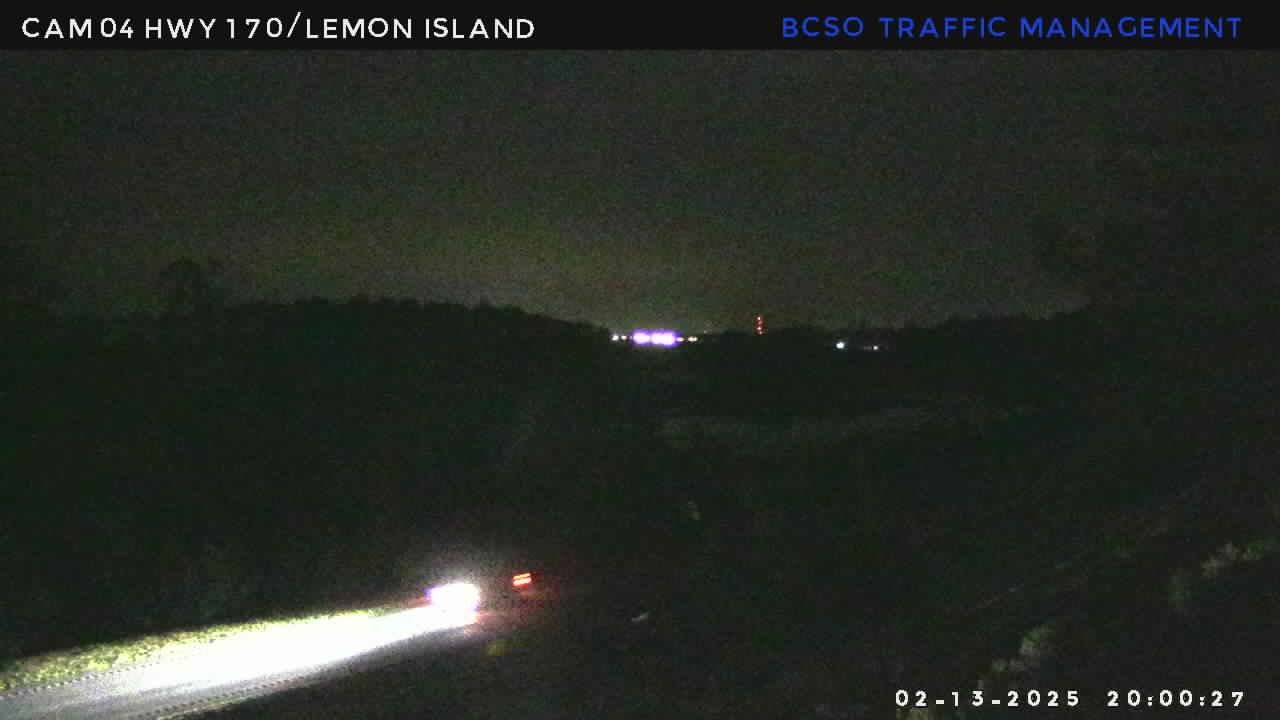 CAM04 HWY 170/LEMON ISLAND
BCSO TRAFFIC MANAGEMENT
02-13-2025 20:00:27